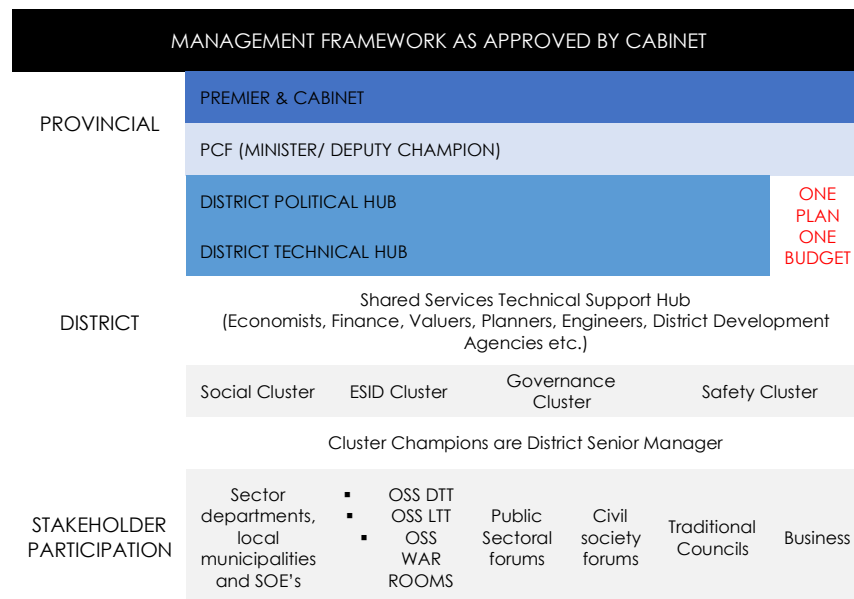 MANAGEMENT FRAMEWORK AS APPROVED BY CABINET
PROVINCIAL
PREMIER & CABINET
PCF (MINISTER/ DEPUTY CHAMPION)
DISTRICT POLITICAL HUB
DISTRICT TECHNICAL HUB
ONE
PLAN
ONE
BUDGET
DISTRICT
Shared Services Technical Support Hub
(Economists, Finance, Valuers, Planners, Engineers, District Development
Agencies etc.)
Social Cluster
ESID Cluster
Governance
Cluster
Safety Cluster
Cluster Champions are District Senior Manager
STAKEHOLDER
PARTICIPATION
Sector
departments,
local
municipalities
and SOE's
▪ OSS DTT
▪ OSS LTT
▪ OSS
WAR
ROOMS
Public
Sectoral
forums
Civil
society
forums
Traditional
Councils
Business